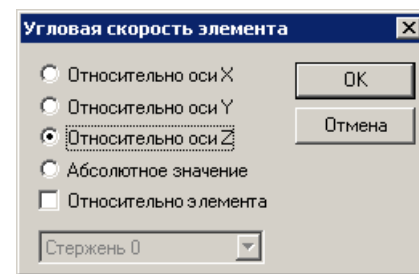 Угловая скорость элемента
Относительно оси X
Относительно оси Y
Относительно оси Z
Абсолютное значение
Относительно элемента
Стержень 0
OK
Отмена